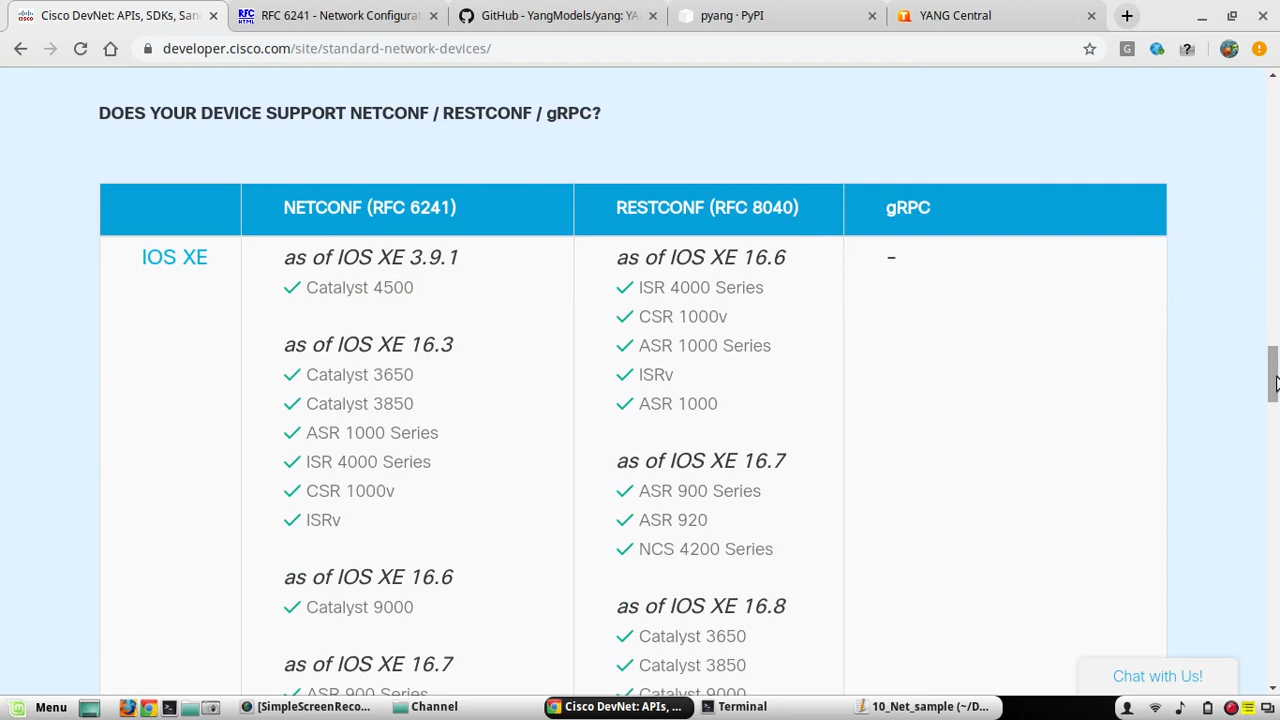 Cisco DevNet: APIs, SDKs, San
RFC 6241 - Network Configurat
GitHub - YangModels/yang: YA
pyang · PyPI
YANG Central
developer.cisco.com/site/standard-network-devices/
DOES YOUR DEVICE SUPPORT NETCONF / RESTCONF / gRPC?
NETCONF (RFC 6241) RESTCONF (RFC 8040) gRPC
IOS XE
as of IOS XE 3.9.1
Catalyst 4500
as of IOS XE 16.3
Catalyst 3650
Catalyst 3850
ASR 1000 Series
ISR 4000 Series
CSR 1000v
ISRv
as of IOS XE 16.6
Catalyst 9000
as of IOS XE 16.7
ASR 900 Series
as of IOS XE 16.6
ISR 4000 Series
CSR 1000v
ASR 1000 Series
ISRv
ASR 1000
as of IOS XE 16.7
ASR 900 Series
ASR 920
NCS 4200 Series
as of IOS XE 16.8
Catalyst 3650
Catalyst 3850
Catalyst 9000
-
Chat with Us!
Menu
[SimpleScreenReco...
Channel
Cisco DevNet: APIs, ...
Terminal
10_Net_sample (~/D...